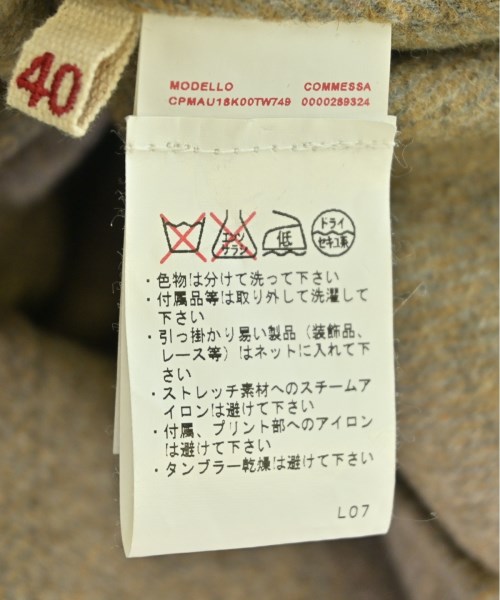 40
MODELLO COMMESSA
CPMAU18K00TW749 0000289324
エンソ
サラシ
低
ドライ
セキユ系
・色物は分けて洗って下さい
・付属品等は取り外して洗濯して
下さい
・引っ掛かり易い製品（装飾品、
レース等）はネットに入れて下
さい
・ストレッチ素材へのスチームア
イロンは避けて下さい
・付属、プリント部へのアイロン
は避けて下さい
・タンブラー乾燥は避けて下さい
L07